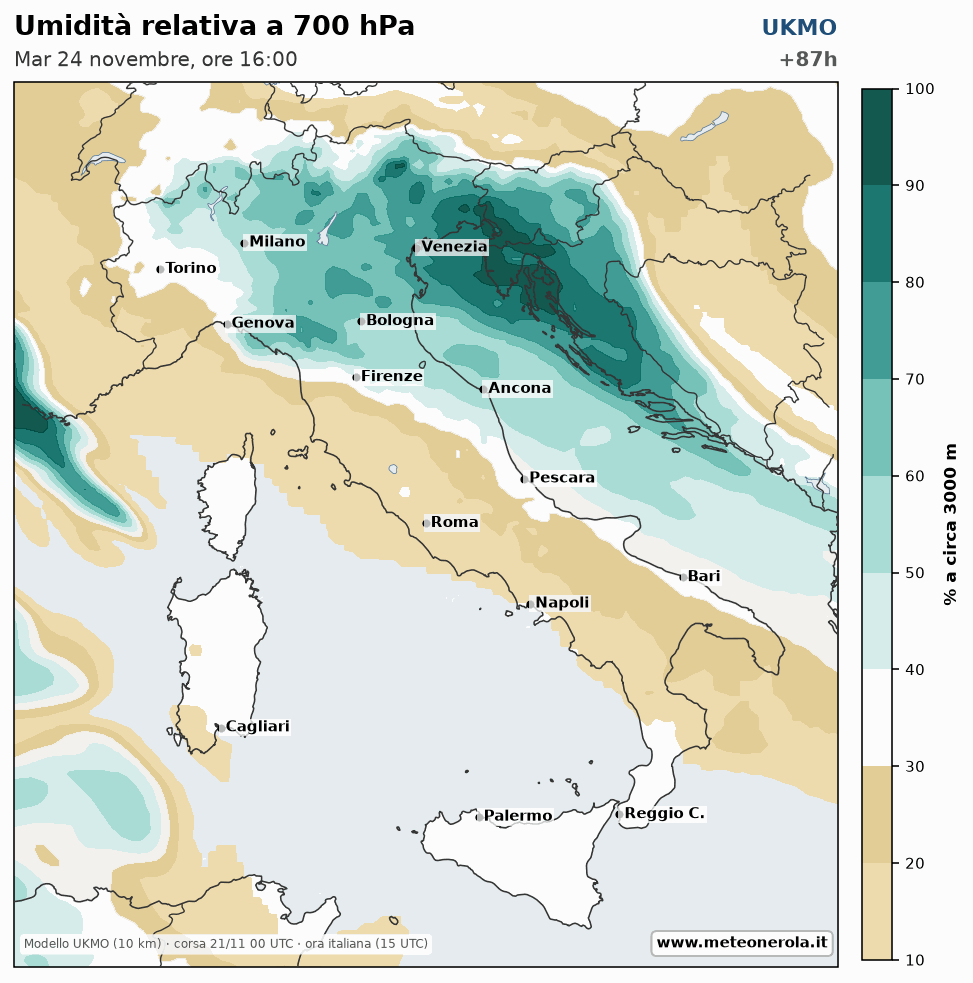 Umidità relativa a 700 hPa
UKMO
Mar 24 novembre, ore 16:00
+87h
Milano
Venezia
Torino
Genova
Bologna
Firenze
Ancona
Pescara
Roma
Bari
Napoli
Cagliari
Palermo
Reggio C.
100
90
80
70
60
50
40
30
20
10
% a circa 3000 m
Modello UKMO (10 km) · corsa 21/11 00 UTC · ora italiana (15 UTC)
www.meteonerola.it